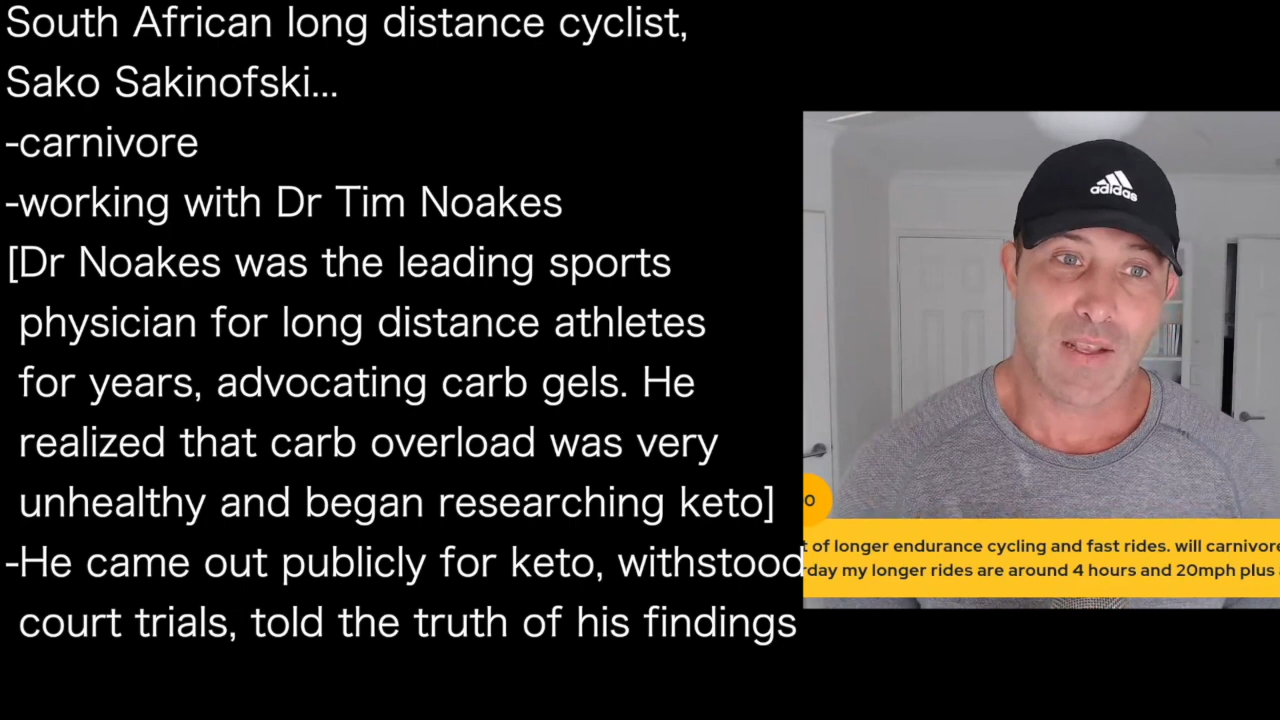 South African long distance cyclist,
Sako Sakinofski...
-carnivore
-working with Dr Tim Noakes
[Dr Noakes was the leading sports
physician for long distance athletes
for years, advocating carb gels. He
realized that carb overload was very
unhealthy and began researching keto]
-He came out publicly for keto, withstood
court trials, told the truth of his findings
adidas
of longer endurance cycling and fast rides. will carnivore
day my longer rides are around 4 hours and 20mph plus